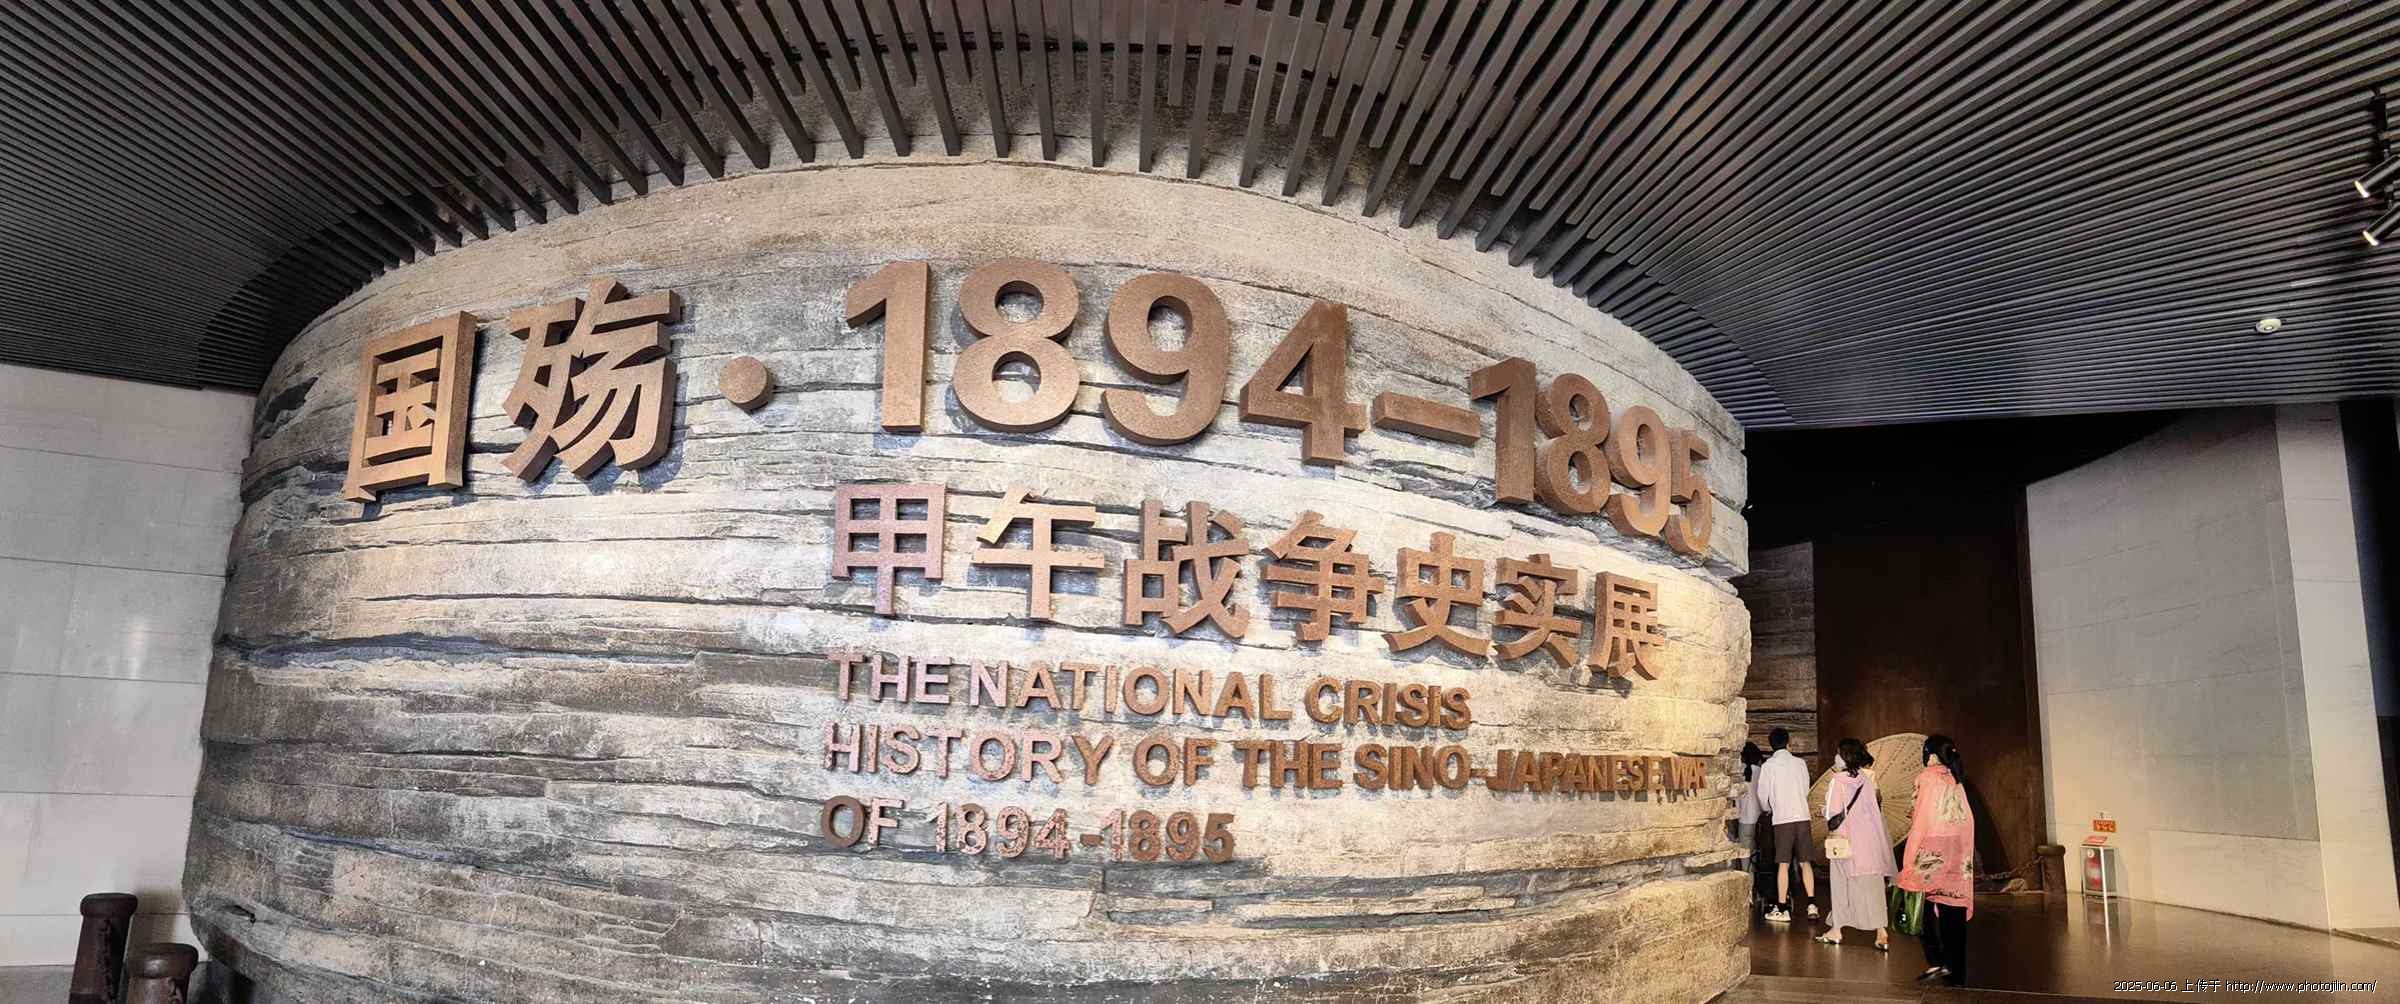 国殇·1894-1895
甲午战争史实展
THE NATIONAL CRISIS
HISTORY OF THE SINO-JAPANESE WAR
OF 1894-1895
2025-06-06 上传于 http://www.photojilin.com/